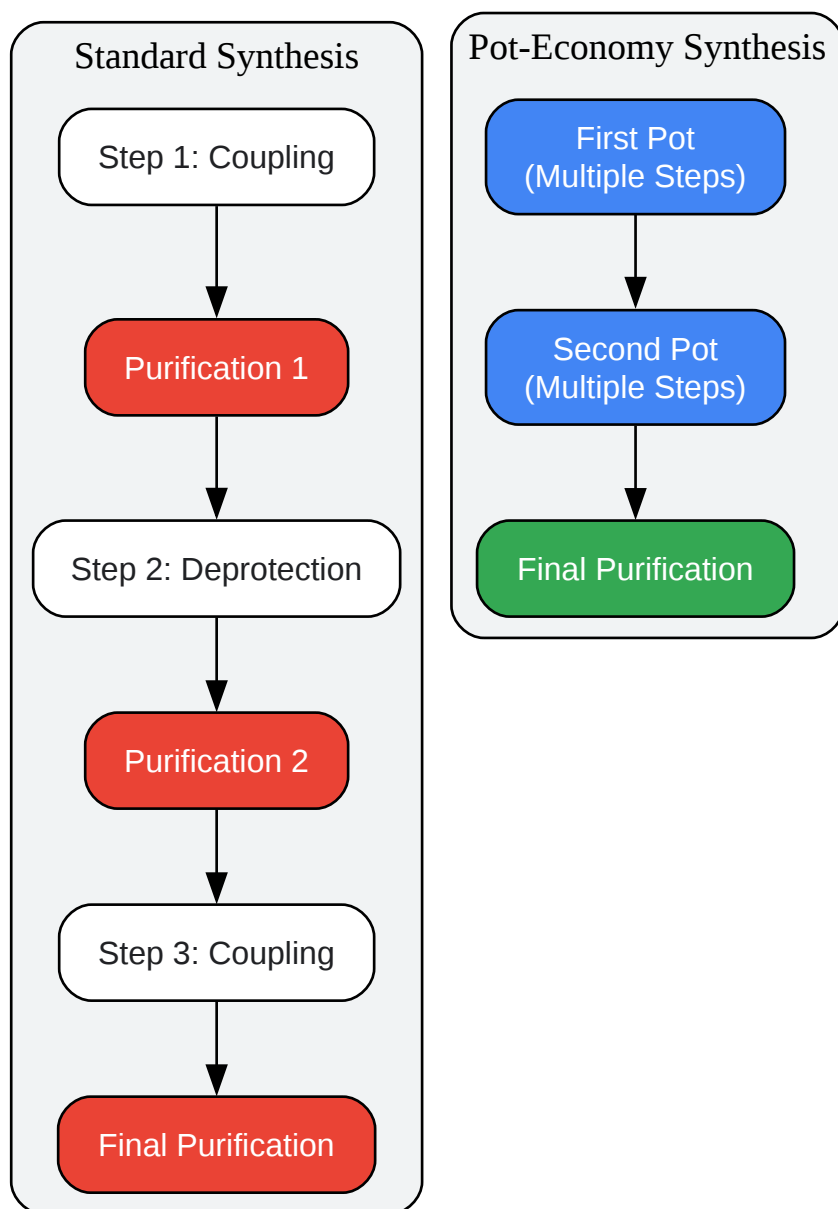 Standard Synthesis
Step 1: Coupling
Purification 1
Step 2: Deprotection
Purification 2
Step 3: Coupling
Final Purification
Pot-Economy Synthesis
First Pot
(Multiple Steps)
Second Pot
(Multiple Steps)
Final Purification